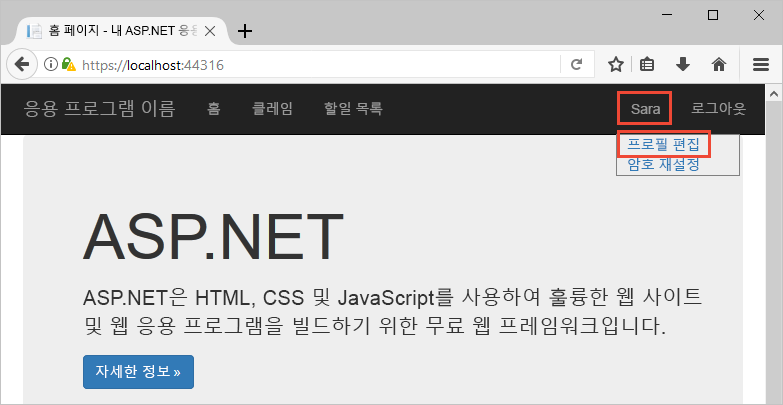 홈 페이지 - 내 ASP.NET 응용
https://localhost:44316
응용 프로그램 이름 홈 클레임 할일 목록 Sara 로그아웃
프로필 편집
암호 재설정
ASP.NET
ASP.NET은 HTML, CSS 및 JavaScript를 사용하여 훌륭한 웹 사이트
및 웹 응용 프로그램을 빌드하기 위한 무료 웹 프레임워크입니다.
자세한 정보 »